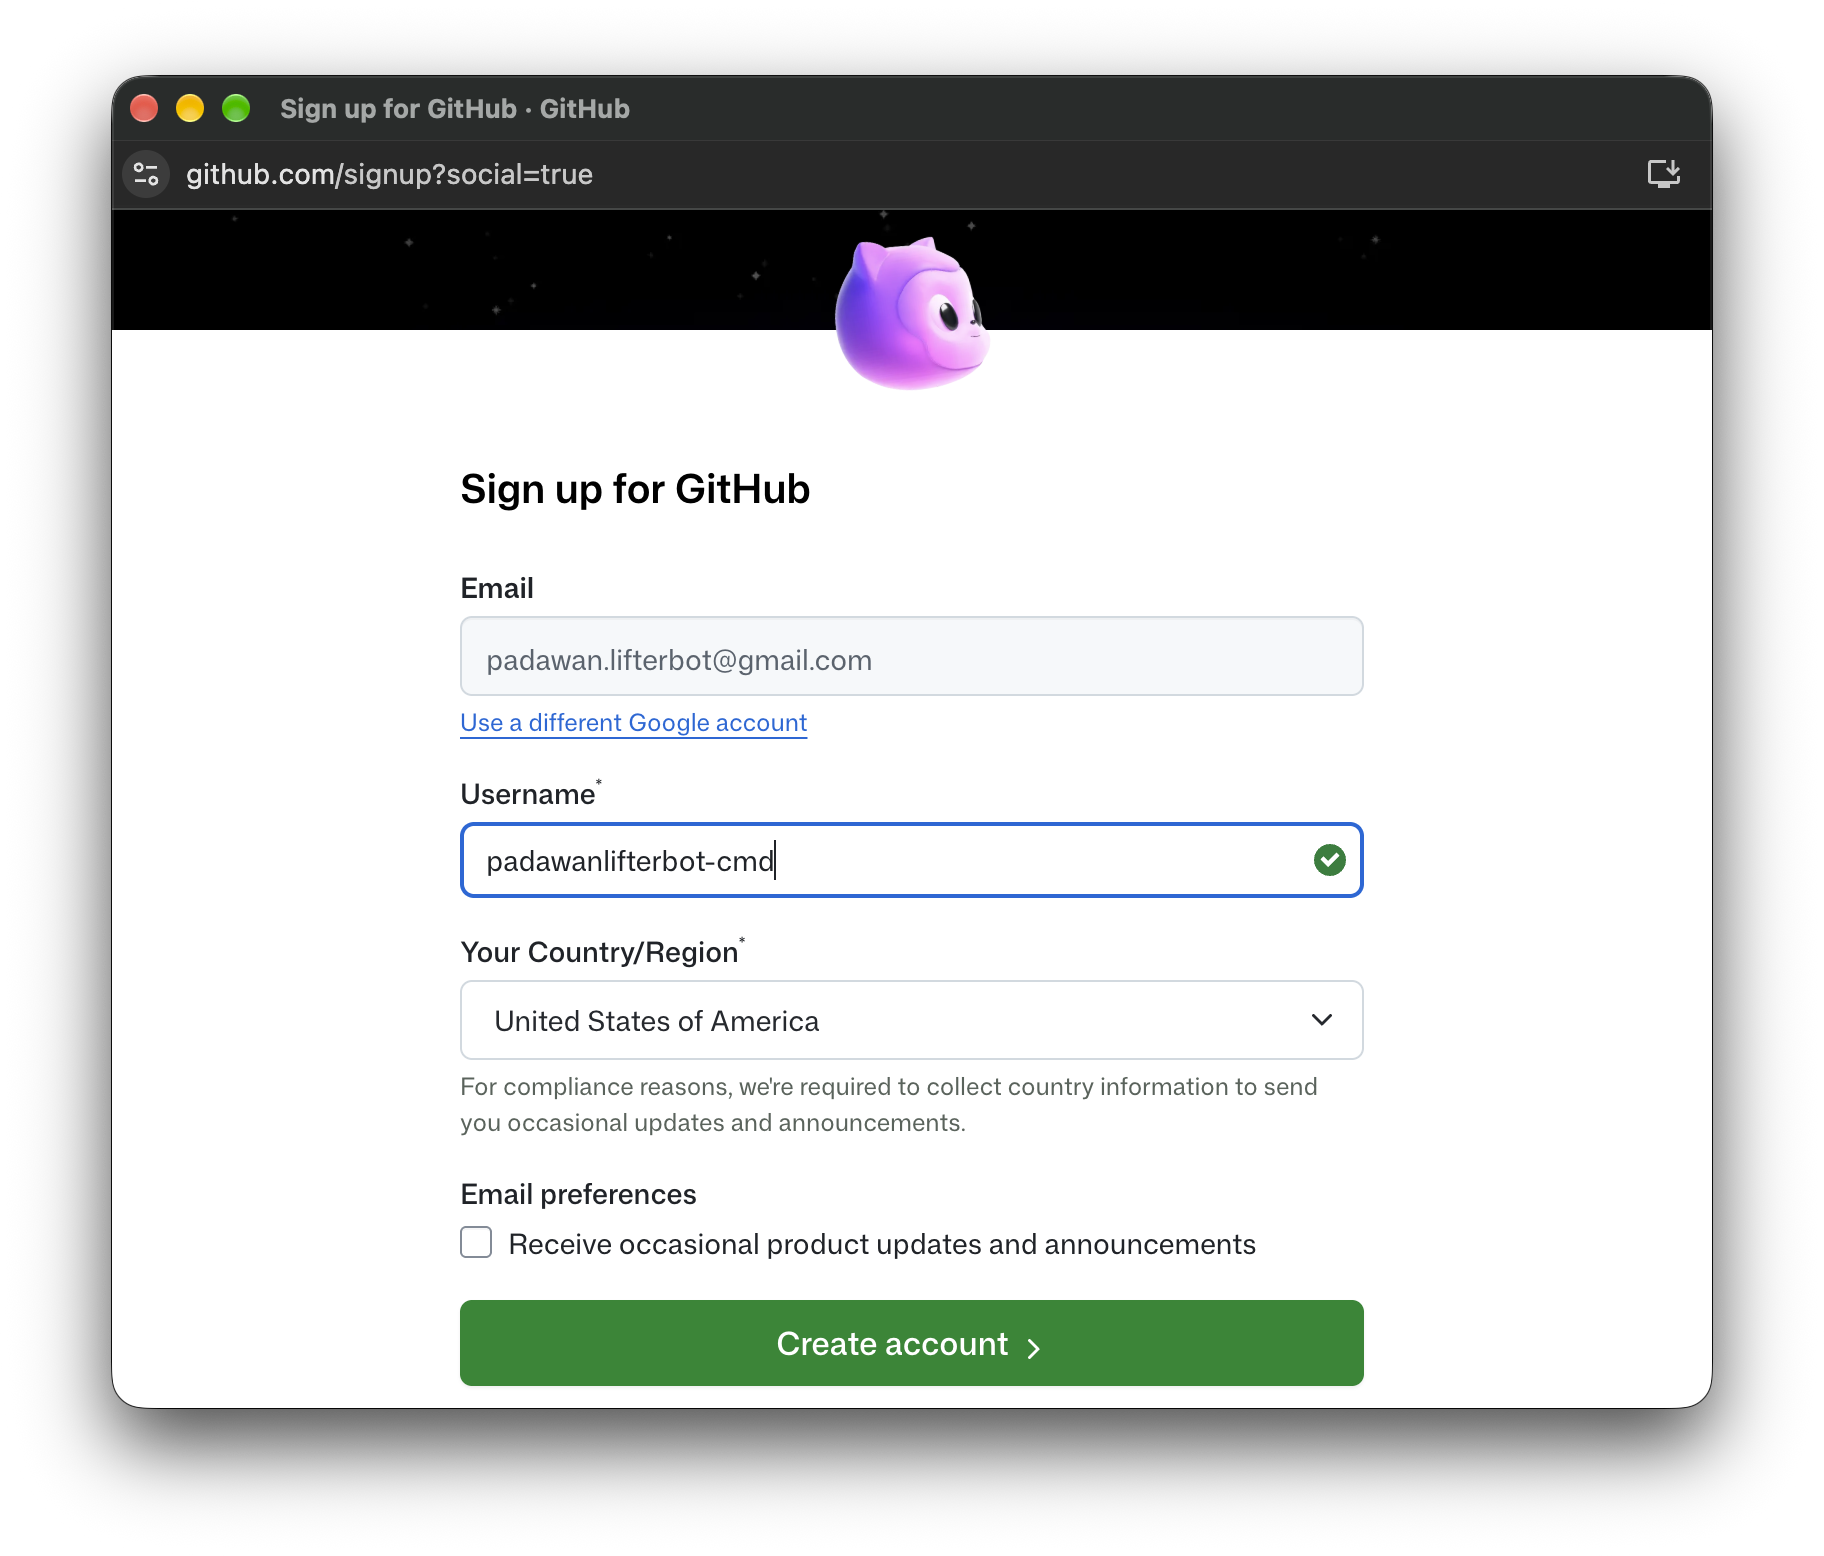 Sign up for GitHub · GitHub
github.com/signup?social=true
Sign up for GitHub
Email
padawan.lifterbot@gmail.com
Use a different Google account
Username*
padawanlifterbot-cmd
Your Country/Region*
United States of America
For compliance reasons, we're required to collect country information to send
you occasional updates and announcements.
Email preferences
Receive occasional product updates and announcements
Create account